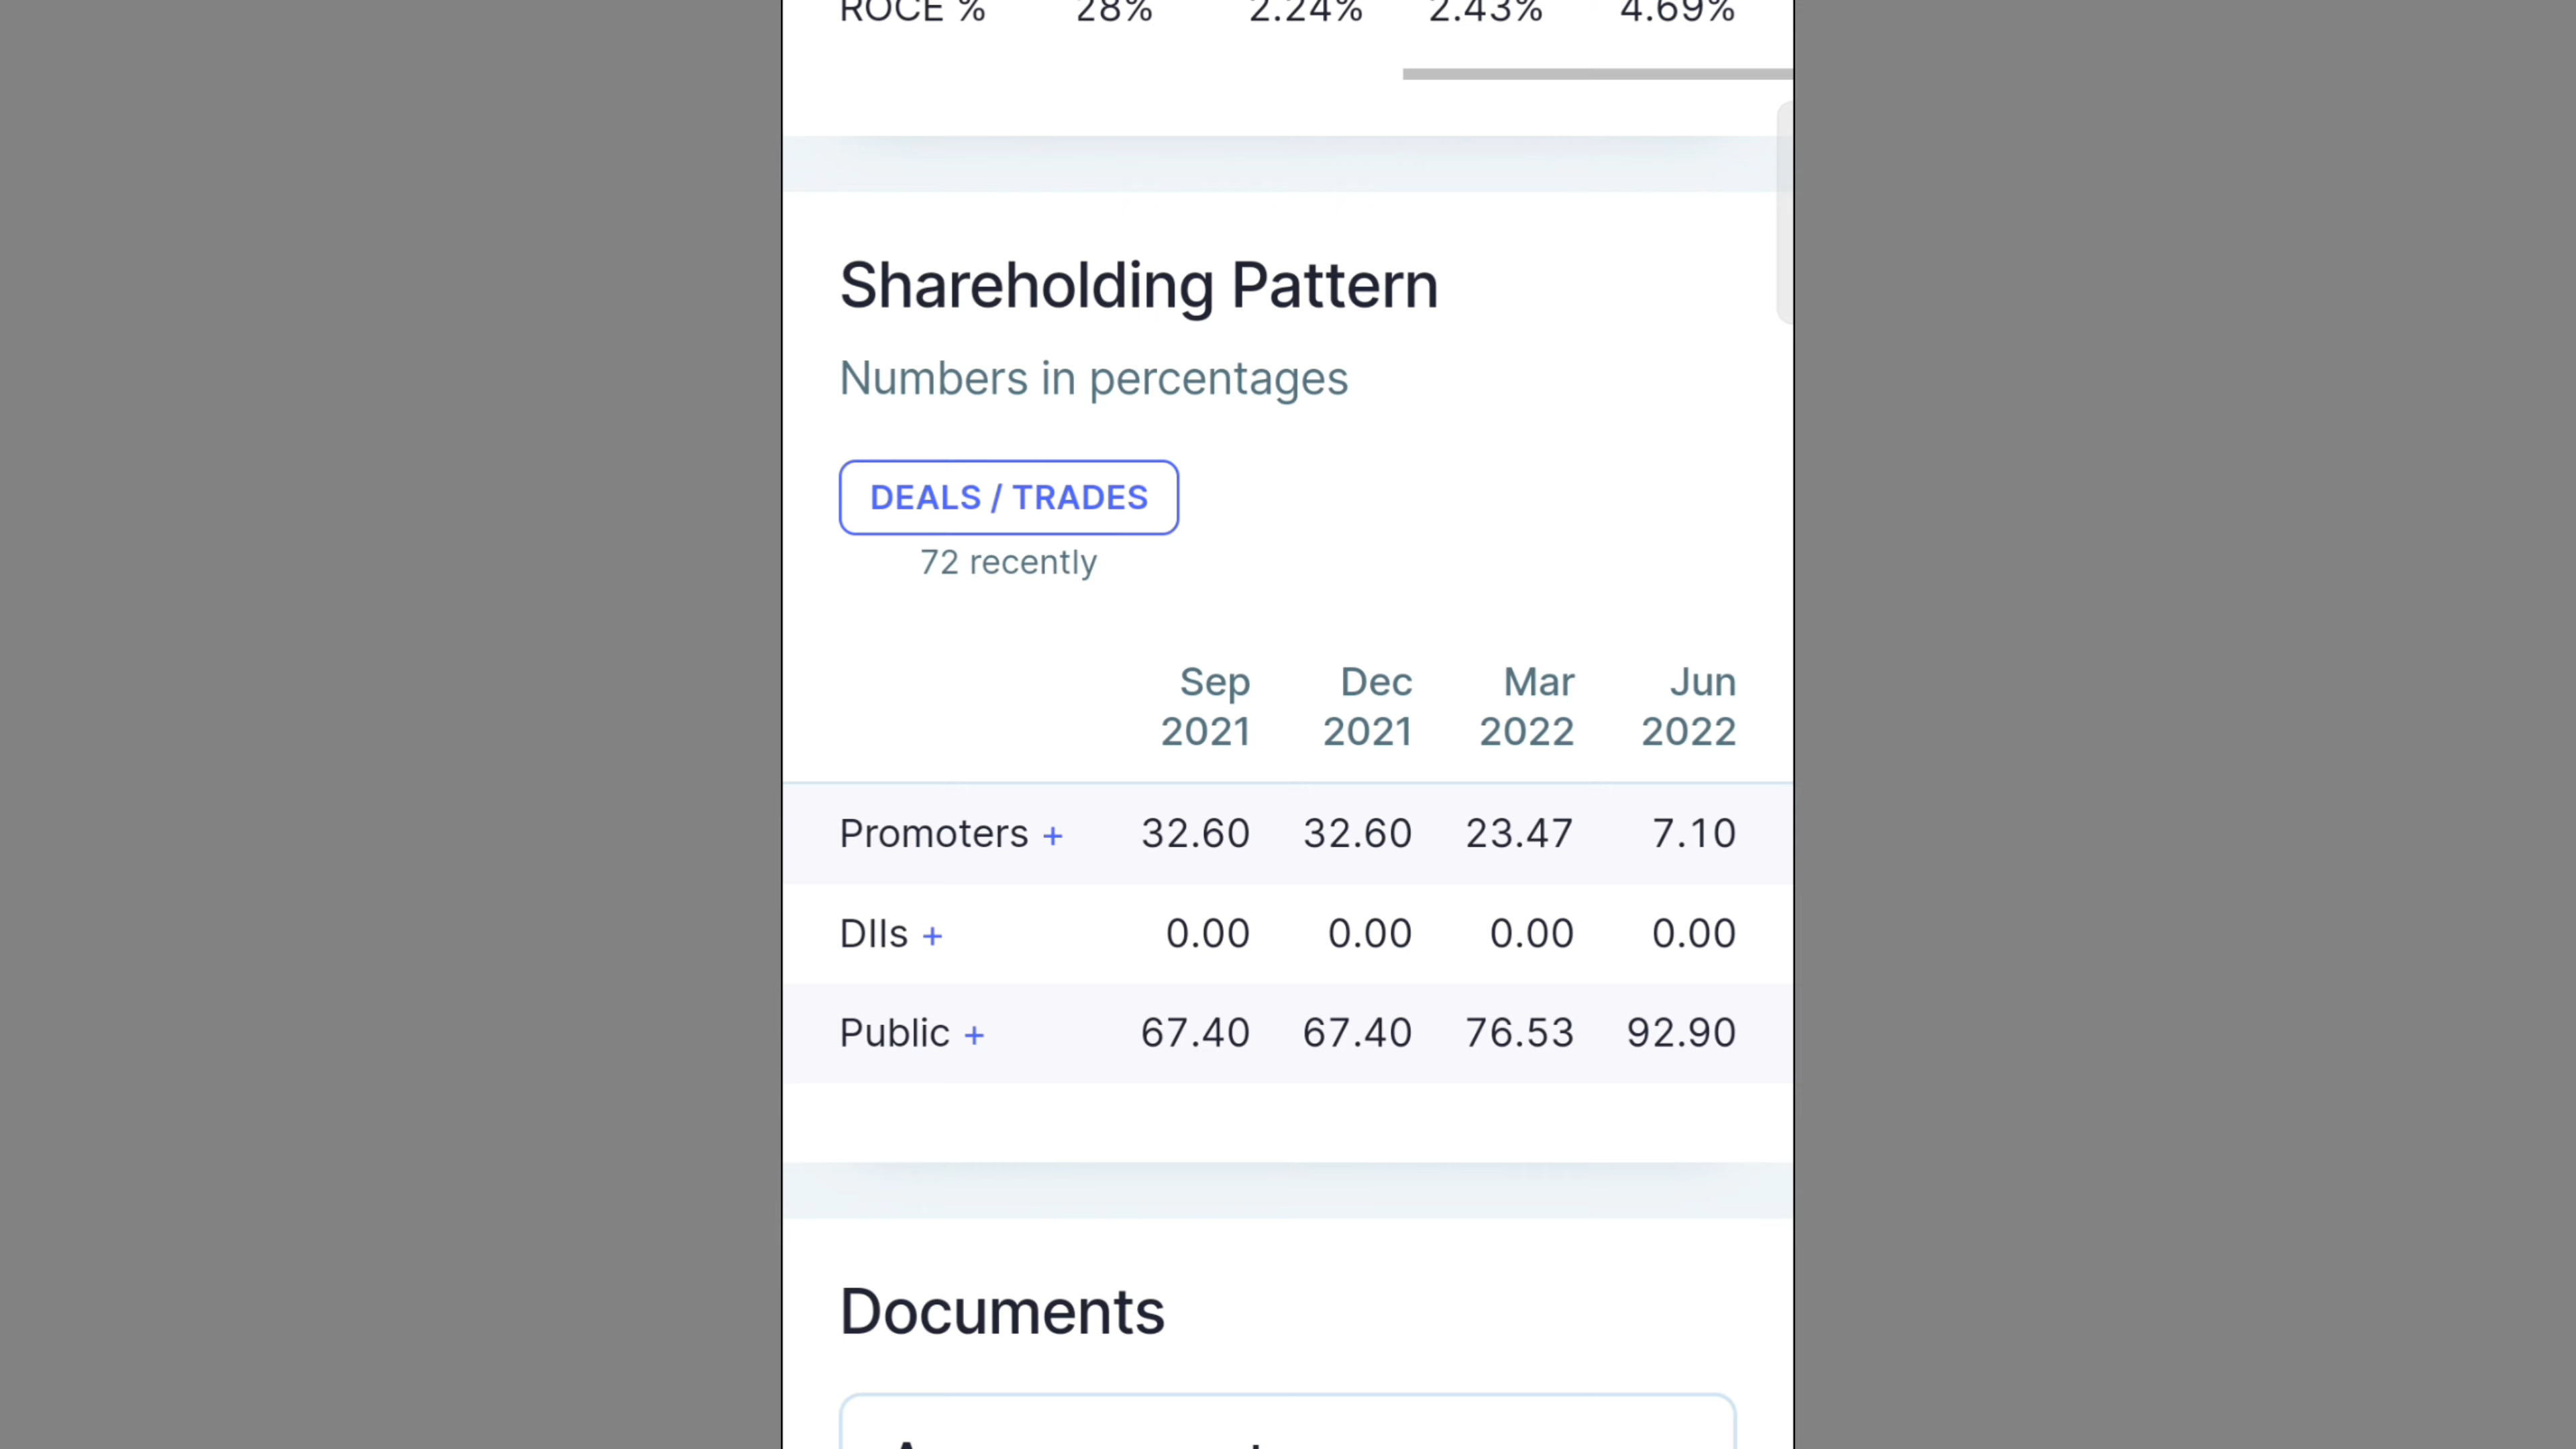 ROCE % 28% 2.24% 2.43% 4.69%
Shareholding Pattern
Numbers in percentages
DEALS / TRADES
72 recently
Sep 2021 Dec 2021 Mar 2022 Jun 2022
Promoters + 32.60 32.60 23.47 7.10
DIIs + 0.00 0.00 0.00 0.00
Public + 67.40 67.40 76.53 92.90
Documents